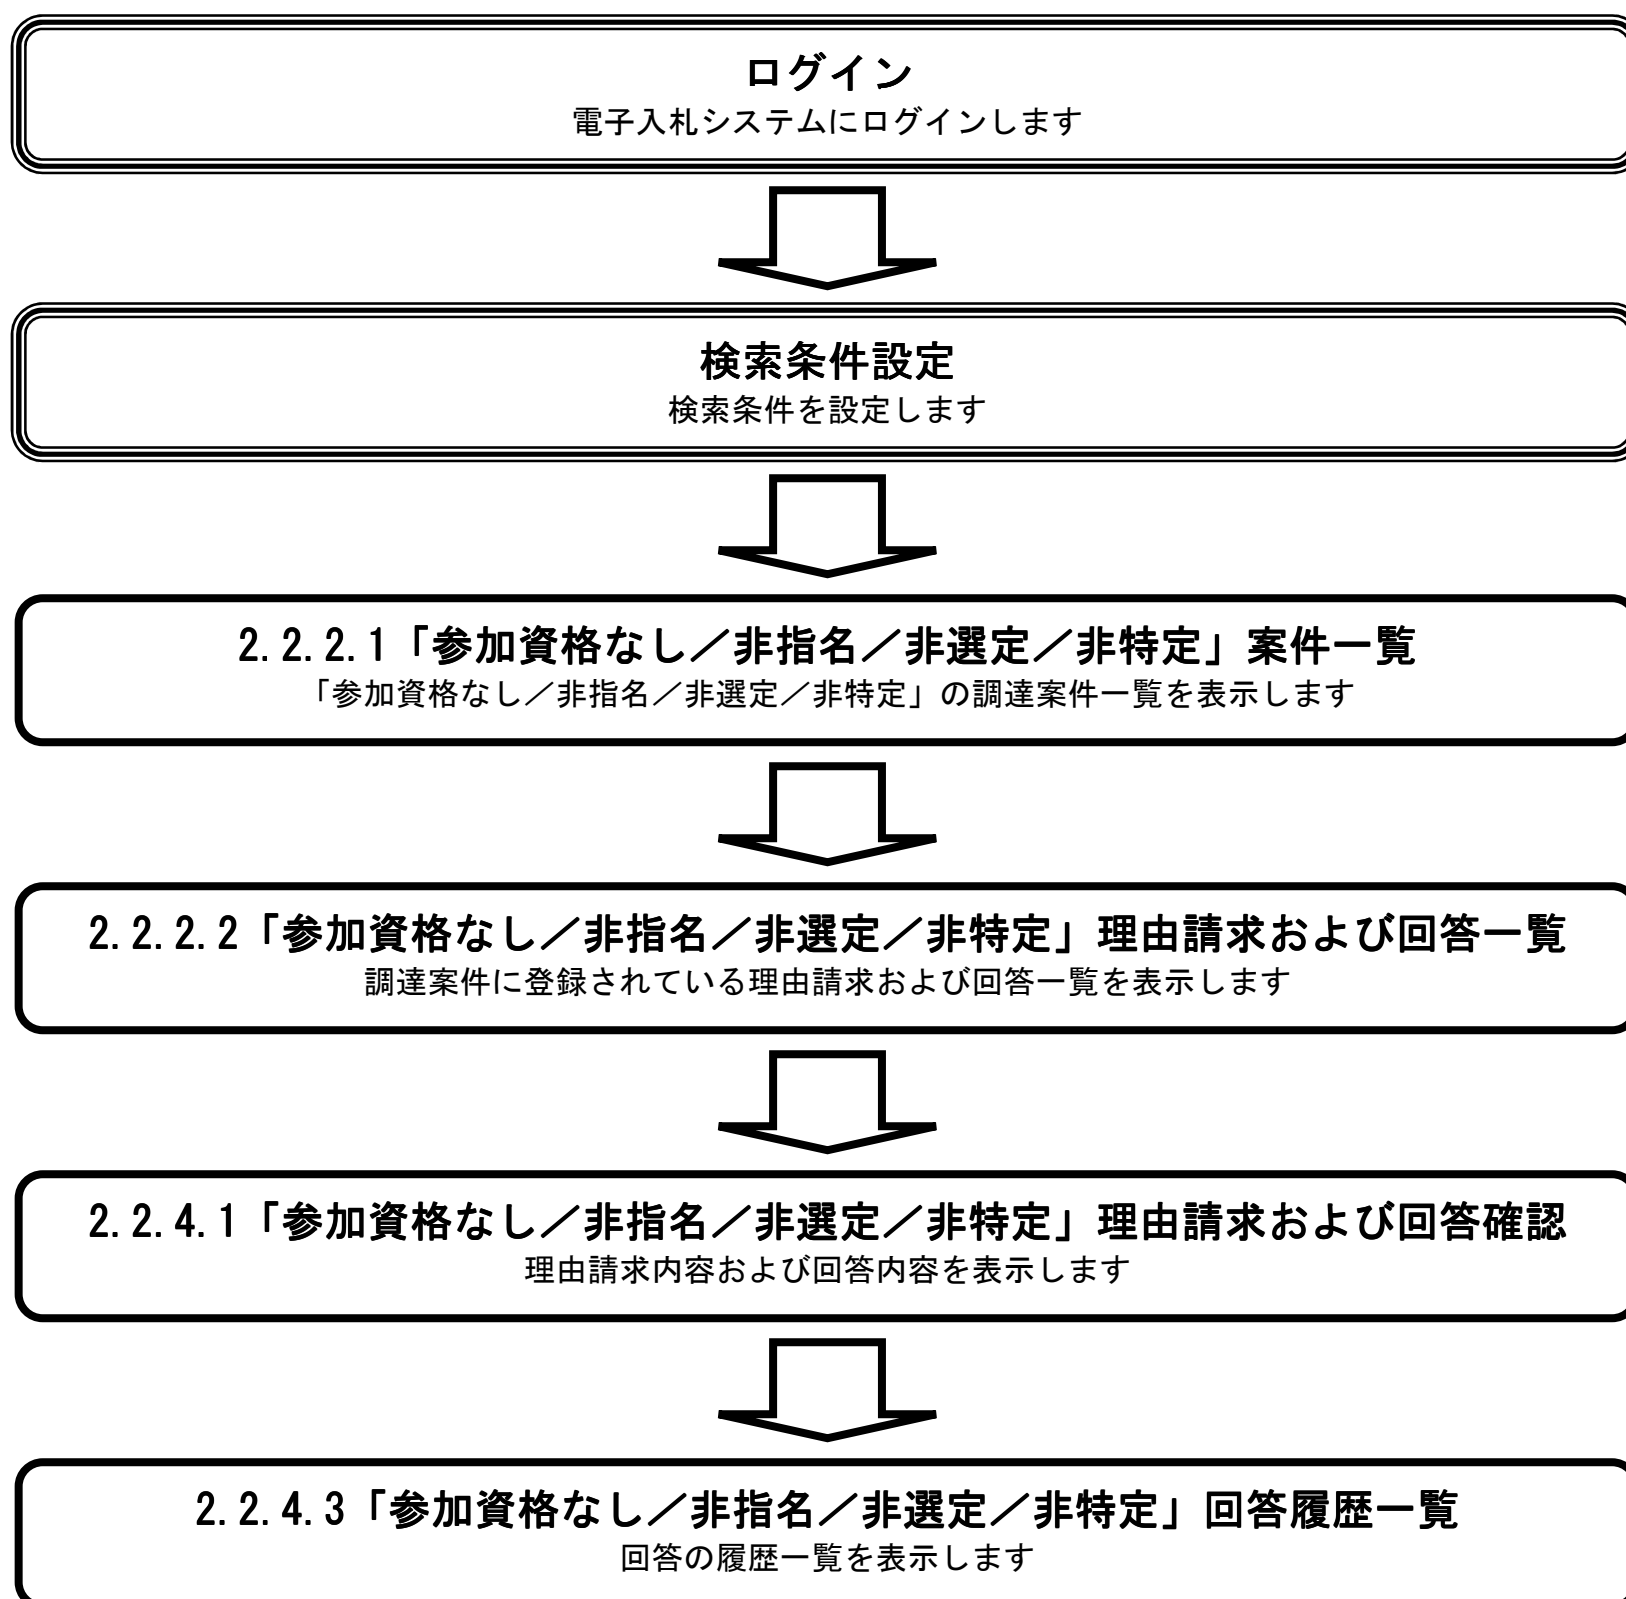 ログイン
電子入札システムにログインします
検索条件設定
検索条件を設定します
2.2.2.1「参加資格なし／非指名／非選定／非特定」案件一覧
「参加資格なし／非指名／非選定／非特定」の調達案件一覧を表示します
2.2.2.2「参加資格なし／非指名／非選定／非特定」理由請求および回答一覧
調達案件に登録されている理由請求および回答一覧を表示します
2.2.4.1「参加資格なし／非指名／非選定／非特定」理由請求および回答確認
理由請求内容および回答内容を表示します
2.2.4.3「参加資格なし／非指名／非選定／非特定」回答履歴一覧
回答の履歴一覧を表示します